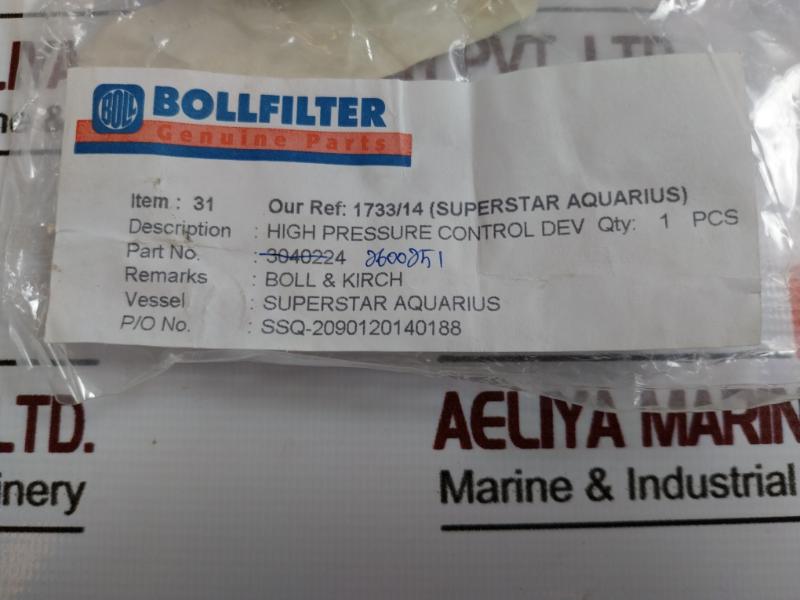 PVT. LTD.
BOLL BOLLFILTER
Genuine Parts
Item : 31 Our Ref: 1733/14 (SUPERSTAR AQUARIUS)
Description : HIGH PRESSURE CONTROL DEV Qty: 1 PCS
Part No. : 3040224 2600251
Remarks : BOLL & KIRCH
Vessel : SUPERSTAR AQUARIUS
P/O No. : SSQ-2090120140188
LTD. AELIYA MARIN
inery Marine & Industrial